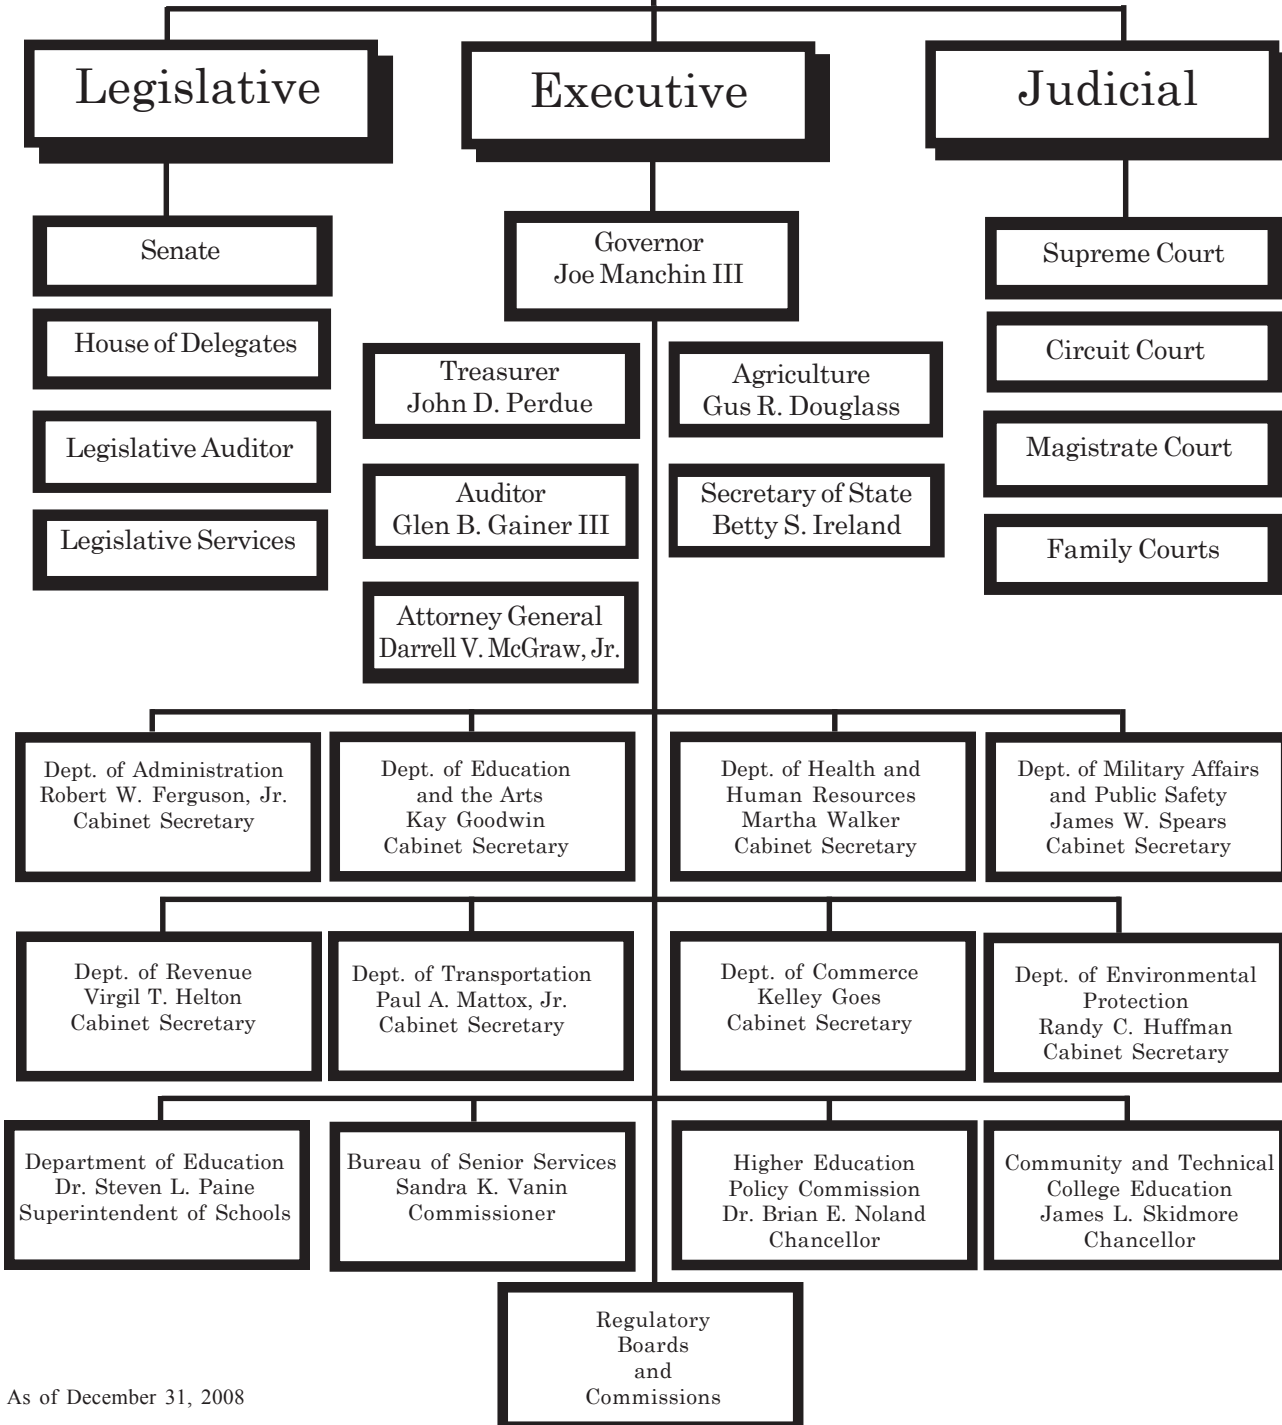 Legislative
Executive
Judicial
Senate
House of Delegates
Legislative Auditor
Legislative Services
Governor
Joe Manchin III
Treasurer
John D. Perdue
Agriculture
Gus R. Douglass
Auditor
Glen B. Gainer III
Secretary of State
Betty S. Ireland
Attorney General
Darrell V. McGraw, Jr.
Supreme Court
Circuit Court
Magistrate Court
Family Courts
Dept. of Administration
Robert W. Ferguson, Jr.
Cabinet Secretary
Dept. of Education
and the Arts
Kay Goodwin
Cabinet Secretary
Dept. of Health and
Human Resources
Martha Walker
Cabinet Secretary
Dept. of Military Affairs
and Public Safety
James W. Spears
Cabinet Secretary
Dept. of Revenue
Virgil T. Helton
Cabinet Secretary
Dept. of Transportation
Paul A. Mattox, Jr.
Cabinet Secretary
Dept. of Commerce
Kelley Goes
Cabinet Secretary
Dept. of Environmental
Protection
Randy C. Huffman
Cabinet Secretary
Department of Education
Dr. Steven L. Paine
Superintendent of Schools
Bureau of Senior Services
Sandra K. Vanin
Commissioner
Higher Education
Policy Commission
Dr. Brian E. Noland
Chancellor
Community and Technical
College Education
James L. Skidmore
Chancellor
Regulatory
Boards
and
Commissions
As of December 31, 2008